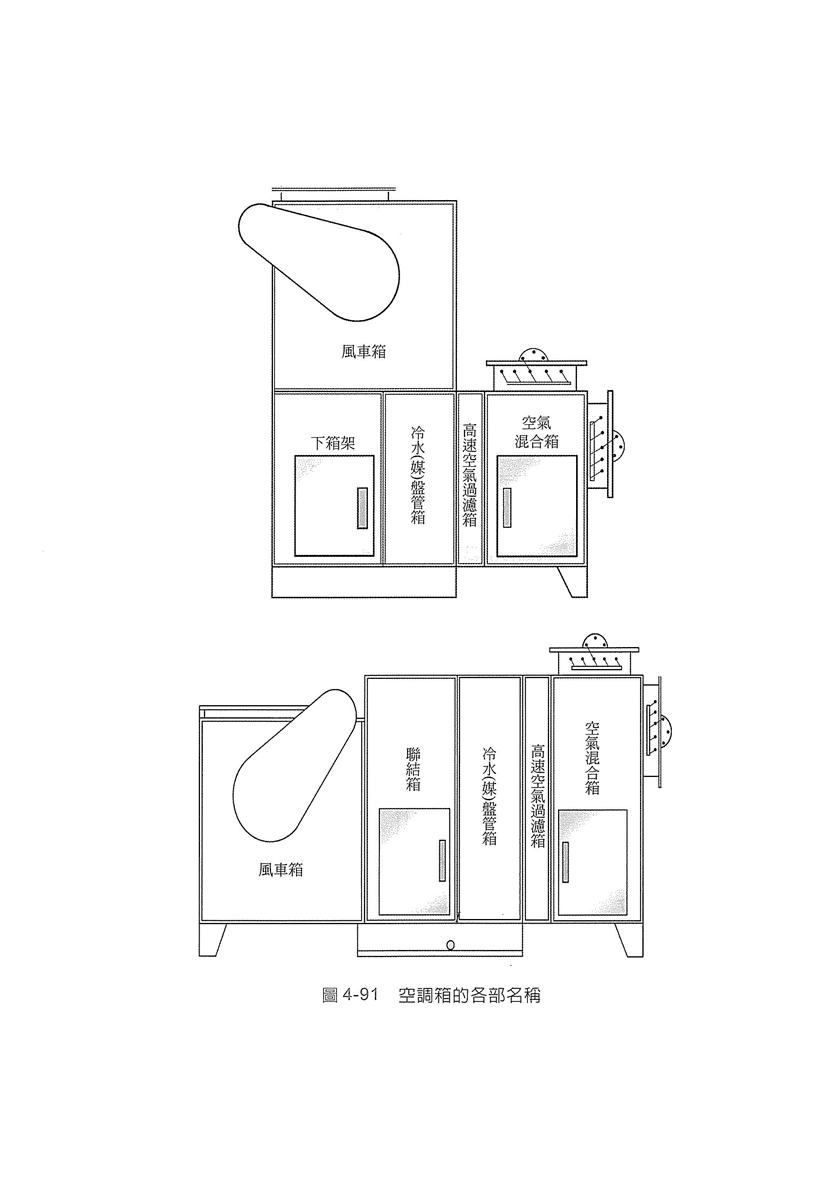 風車箱
下箱架
冷水(媒)盤管箱
高速空氣過濾箱
空氣
混合箱
風車箱
聯結箱
冷水(媒)盤管箱
高速空氣過濾箱
空氣混合箱
圖 4-91 空調箱的各部名稱